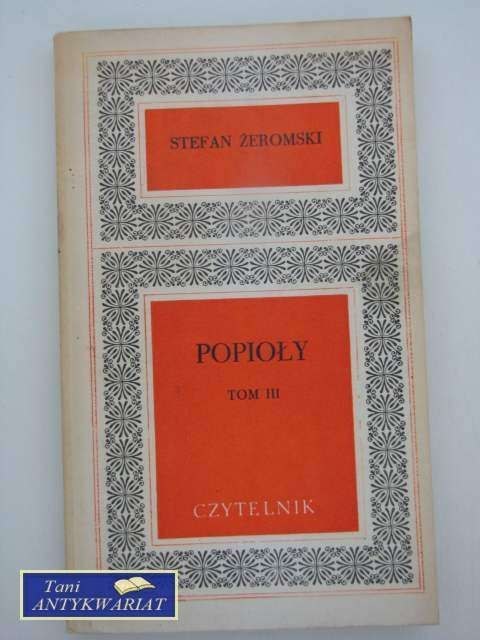 STEFAN ŻEROMSKI
POPIOŁY
TOM III
CZYTELNIK
Tani
ANTYKWARIAT